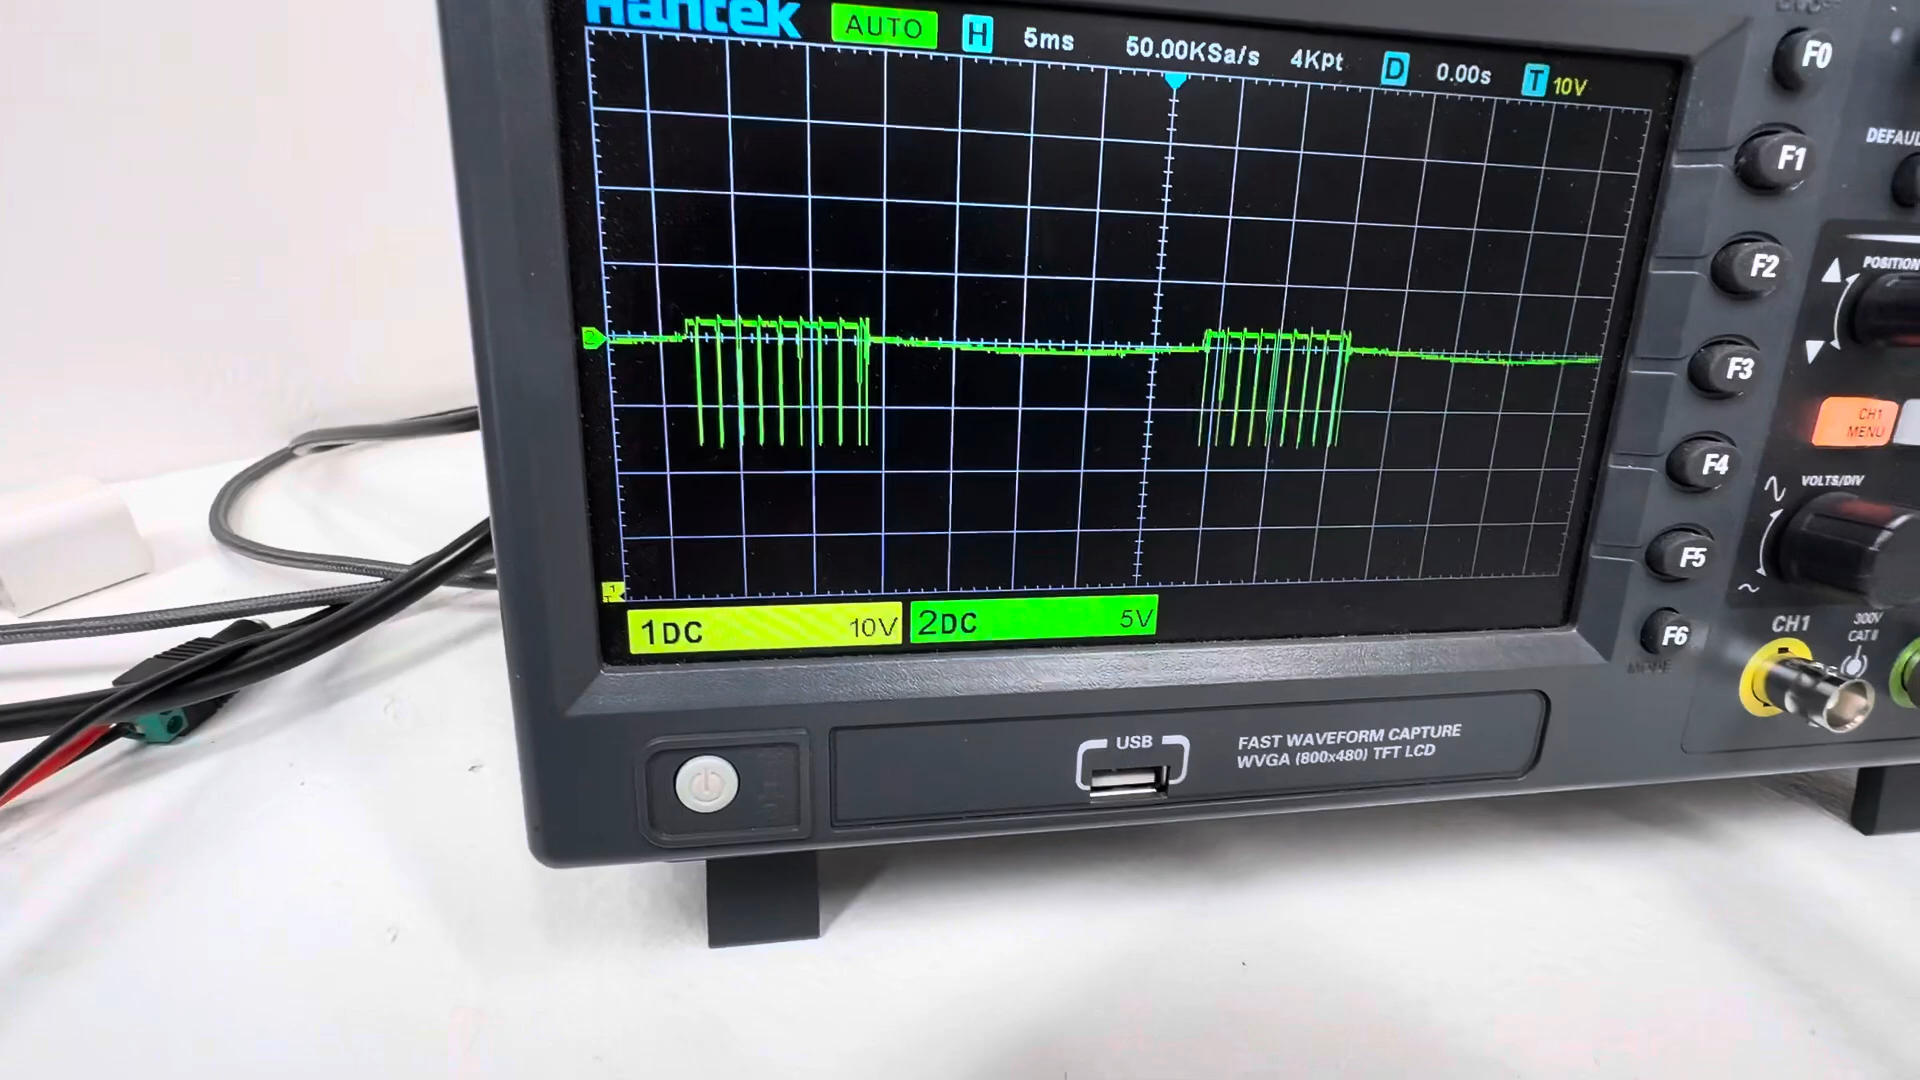 Hantek AUTO H 5ms 50.00KSa/s 4Kpt D 0.00s T 10V
F0
DEFAUL
F1
F2
POSITION
F3
CH1
MENU
F4
VOLTS/DIV
F5
2
1
T
1DC 10V 2DC 5V
F6
CH1
300V
CAT II
USB
FAST WAVEFORM CAPTURE
WVGA (800x480) TFT LCD